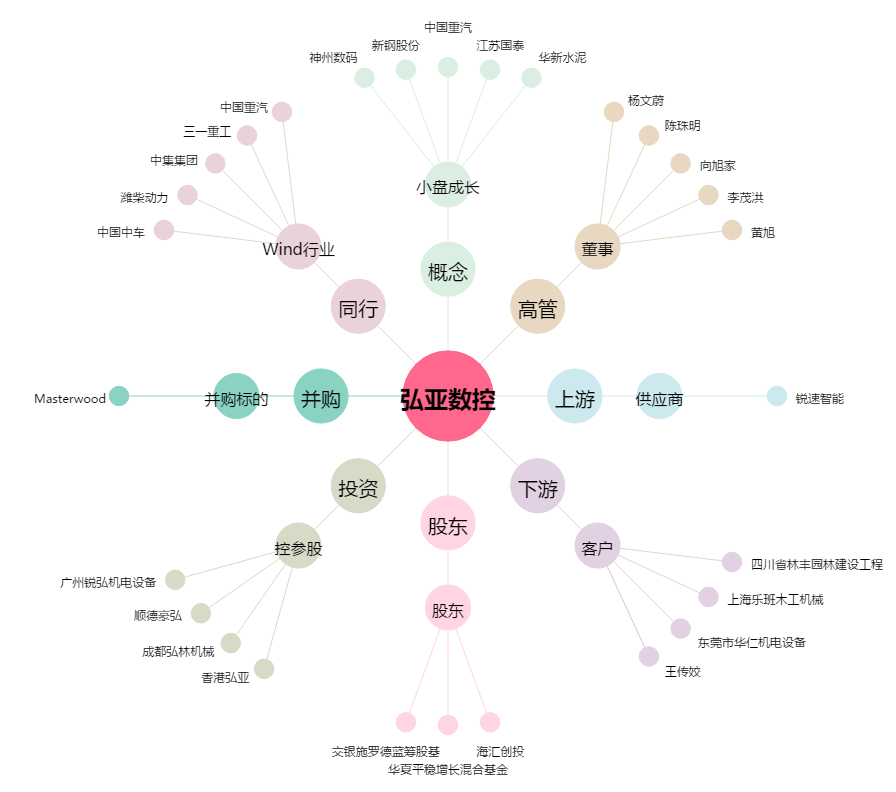 中国重汽
新钢股份
江苏国泰
神州数码
华新水泥
中国重汽
杨文蔚
三一重工
陈珠明
中集集团
向旭家
小盘成长
潍柴动力
李茂洪
中国中车
黄旭
Wind行业
董事
概念
同行
高管
Masterwood
并购标的
并购
弘亚数控
上游
供应商
锐速智能
投资
下游
股东
控参股
客户
四川省林丰园林建设工程
广州锐弘机电设备
上海乐班木工机械
股东
顺德豪弘
东莞市华仁机电设备
成都弘林机械
王传姣
香港弘亚
交银施罗德蓝筹股基
海汇创投
华夏平稳增长混合基金